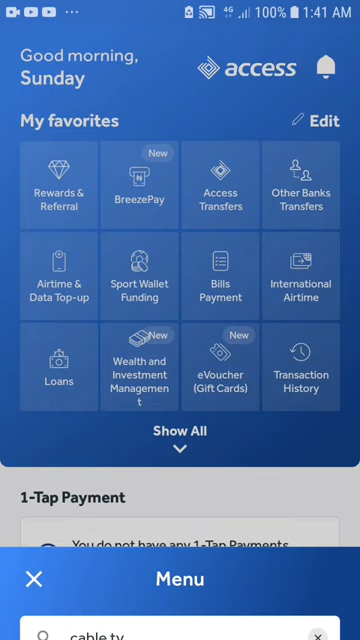 4G 100% 1:41 AM
Good morning,
Sunday
access
My favorites
Edit
Rewards &
Referral
New
BreezePay
Access
Transfers
Other Banks
Transfers
Airtime &
Data Top-up
Sport Wallet
Funding
Bills
Payment
International
Airtime
Loans
New
Wealth and
Investment
Managemen
t
New
eVoucher
(Gift Cards)
Transaction
History
Show All
1-Tap Payment
You do not have any 1-Tap Payments
Menu
cable tv